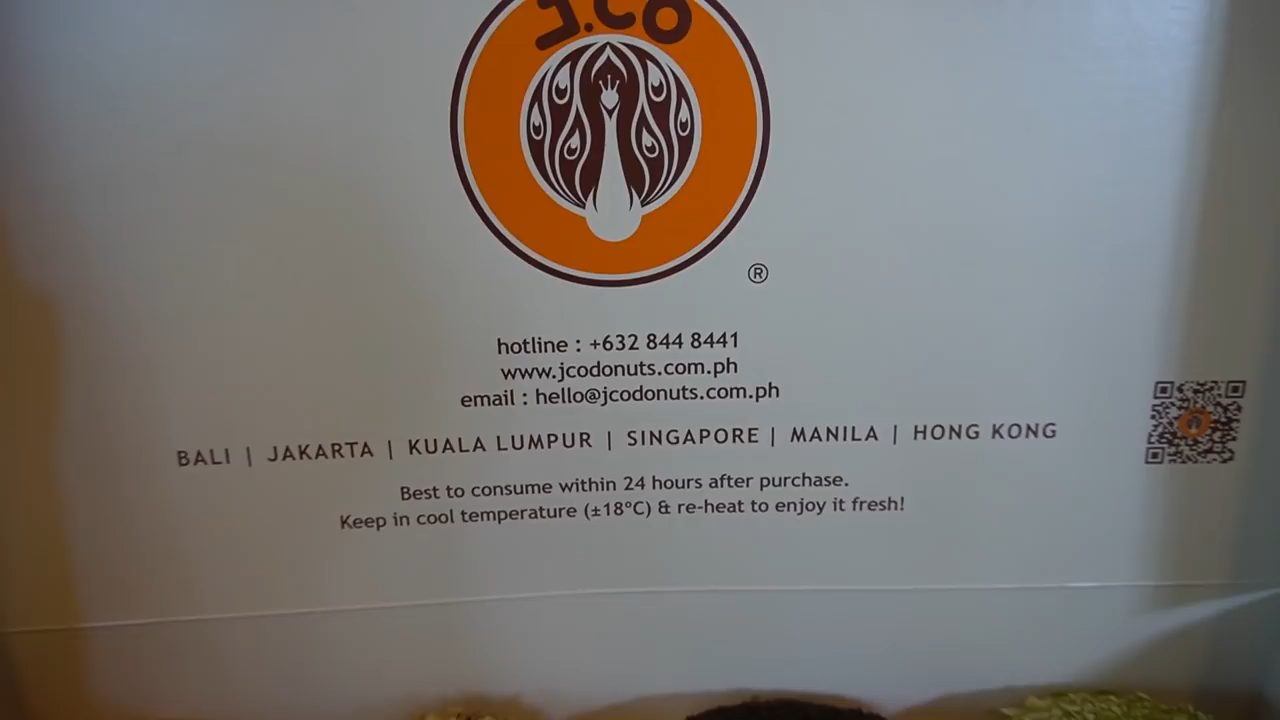 J.CO
®
hotline : +632 844 8441
www.jcodonuts.com.ph
email : hello@jcodonuts.com.ph
BALI | JAKARTA | KUALA LUMPUR | SINGAPORE | MANILA | HONG KONG
Best to consume within 24 hours after purchase.
Keep in cool temperature (±18°C) & re-heat to enjoy it fresh!